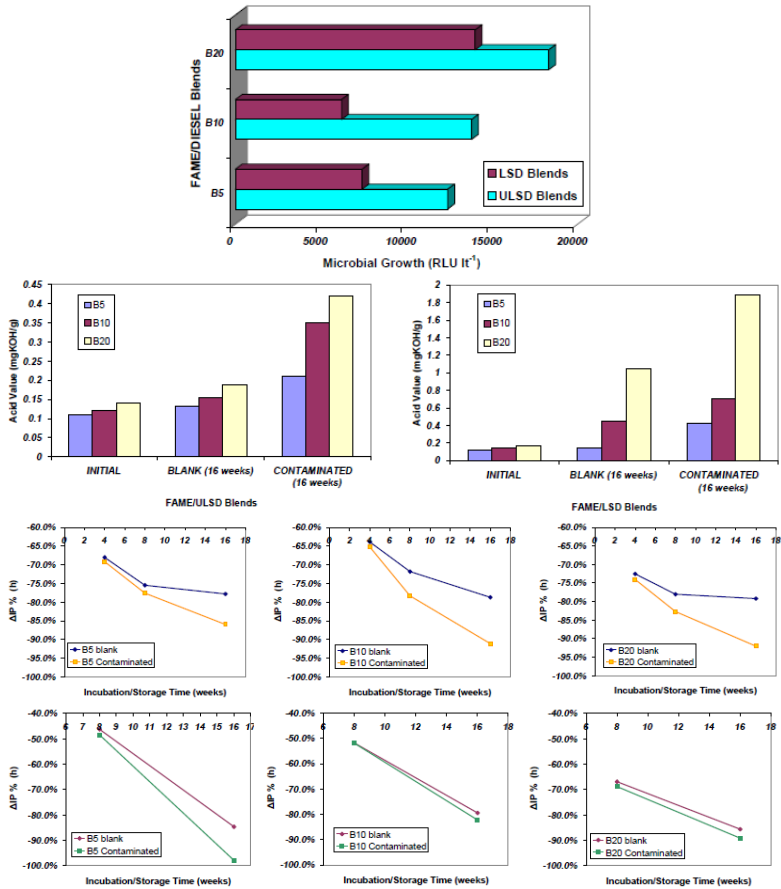 FAME/DIESEL Blends
B20
B10
B5
LSD Blends
ULSD Blends
0 5000 10000 15000 20000
Microbial Growth (RLU lt-1)
Acid Value (mgKOH/g)
0.45
0.4
0.35
0.3
0.25
0.2
0.15
0.1
0.05
0
B5
B10
B20
INITIAL BLANK (16 weeks) CONTAMINATED
(16 weeks)
FAME/ULSD Blends
Acid Value (mgKOH/g)
2
1.8
1.6
1.4
1.2
1
0.8
0.6
0.4
0.2
0
B5
B10
B20
INITIAL BLANK (16 weeks) CONTAMINATED
(16 weeks)
FAME/LSD Blends
ΔIP % (h)
-60.0%
0 2 4 6 8 10 12 14 16 18
-65.0%
-70.0%
-75.0%
-80.0%
-85.0%
-90.0%
-95.0%
-100.0%
B5 blank
B5 Contaminated
Incubation/Storage Time (weeks)
ΔIP % (h)
-60.0%
0 2 4 6 8 10 12 14 16 18
-65.0%
-70.0%
-75.0%
-80.0%
-85.0%
-90.0%
-95.0%
-100.0%
B10 blank
B10 Contaminated
Incubation/Storage Time (weeks)
ΔIP % (h)
-60.0%
0 2 4 6 8 10 12 14 16 18
-65.0%
-70.0%
-75.0%
-80.0%
-85.0%
-90.0%
-95.0%
-100.0%
B20 blank
B20 Contaminated
Incubation/Storage Time (weeks)
ΔIP % (h)
-40.0%
6 7 8 9 10 11 12 13 14 15 16 17
-50.0%
-60.0%
-70.0%
-80.0%
-90.0%
-100.0%
B5 blank
B5 Contaminated
Incubation/Storage Time (weeks)
ΔIP % (h)
-40.0%
6 8 10 12 14 16 18
-50.0%
-60.0%
-70.0%
-80.0%
-90.0%
-100.0%
B10 blank
B10 Contaminated
Incubation/Storage Time (weeks)
ΔIP % (h)
-40.0%
6 8 10 12 14 16 18
-50.0%
-60.0%
-70.0%
-80.0%
-90.0%
-100.0%
B20 blank
B20 Contaminated
Incubation/Storage Time (weeks)